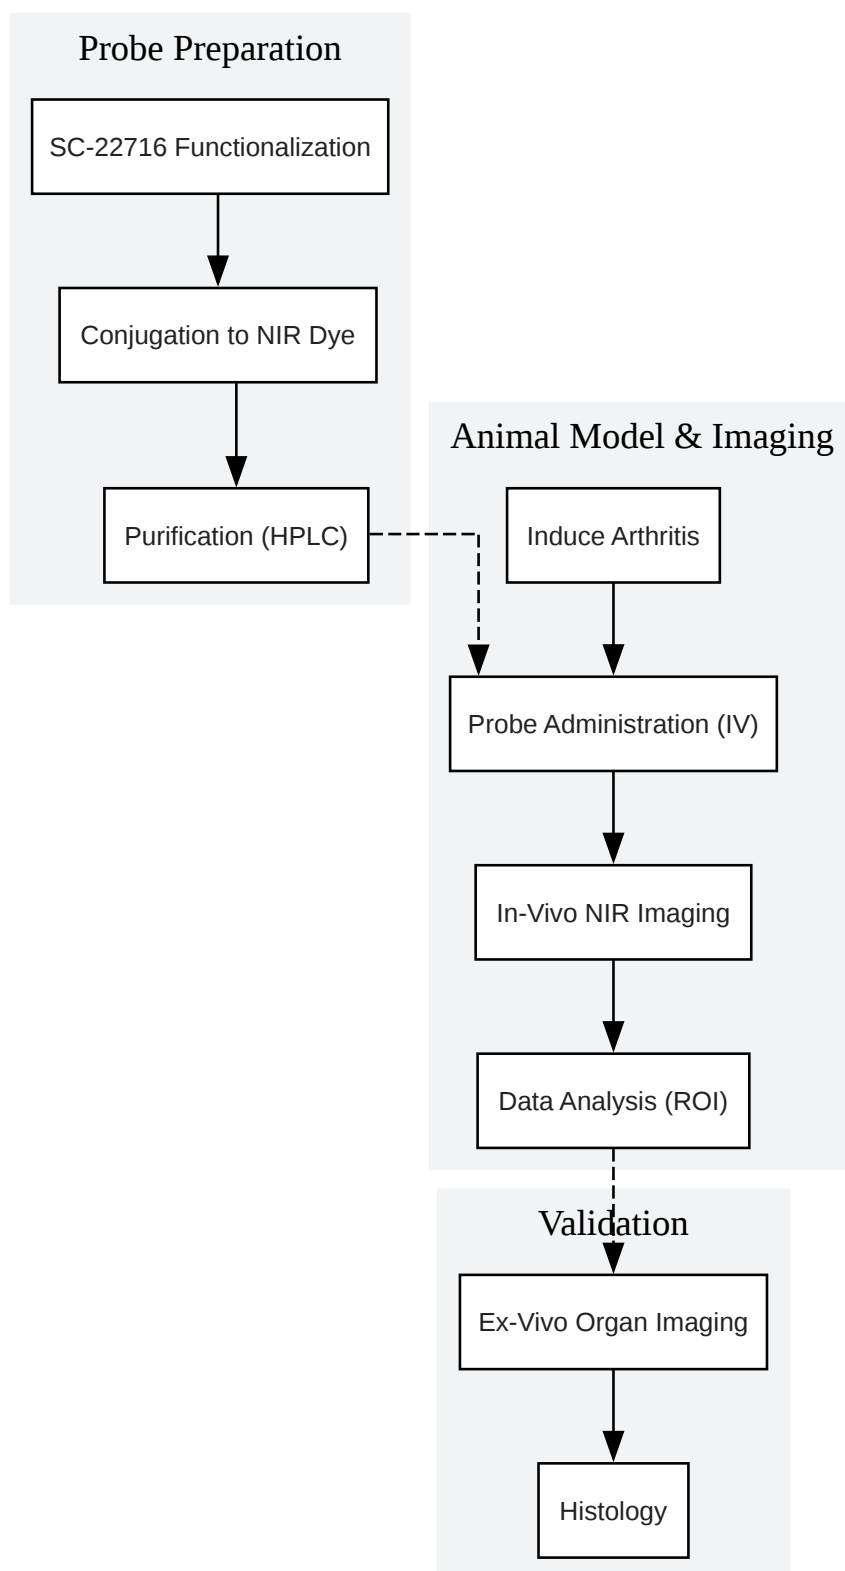 Probe Preparation
SC-22716 Functionalization
Conjugation to NIR Dye
Purification (HPLC)
Animal Model & Imaging
Induce Arthritis
Probe Administration (IV)
In-Vivo NIR Imaging
Data Analysis (ROI)
Validation
Ex-Vivo Organ Imaging
Histology